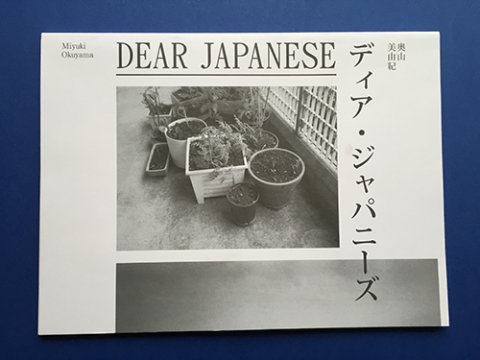 Miyuki
Okuyama
DEAR JAPANESE
ディア・ジャパニーズ
奥山
美由紀